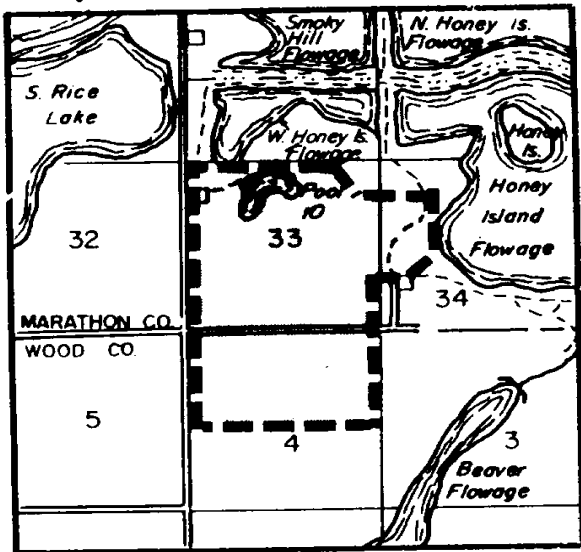 Smoky
Hill
Flowage
N. Honey Is.
Flowage
S. Rice
Lake
W. Honey Is.
Flowage
Honey
Is.
Pool
10
Honey
Island
Flowage
32
33
34
MARATHON CO.
WOOD CO.
5
4
3
Beaver
Flowage